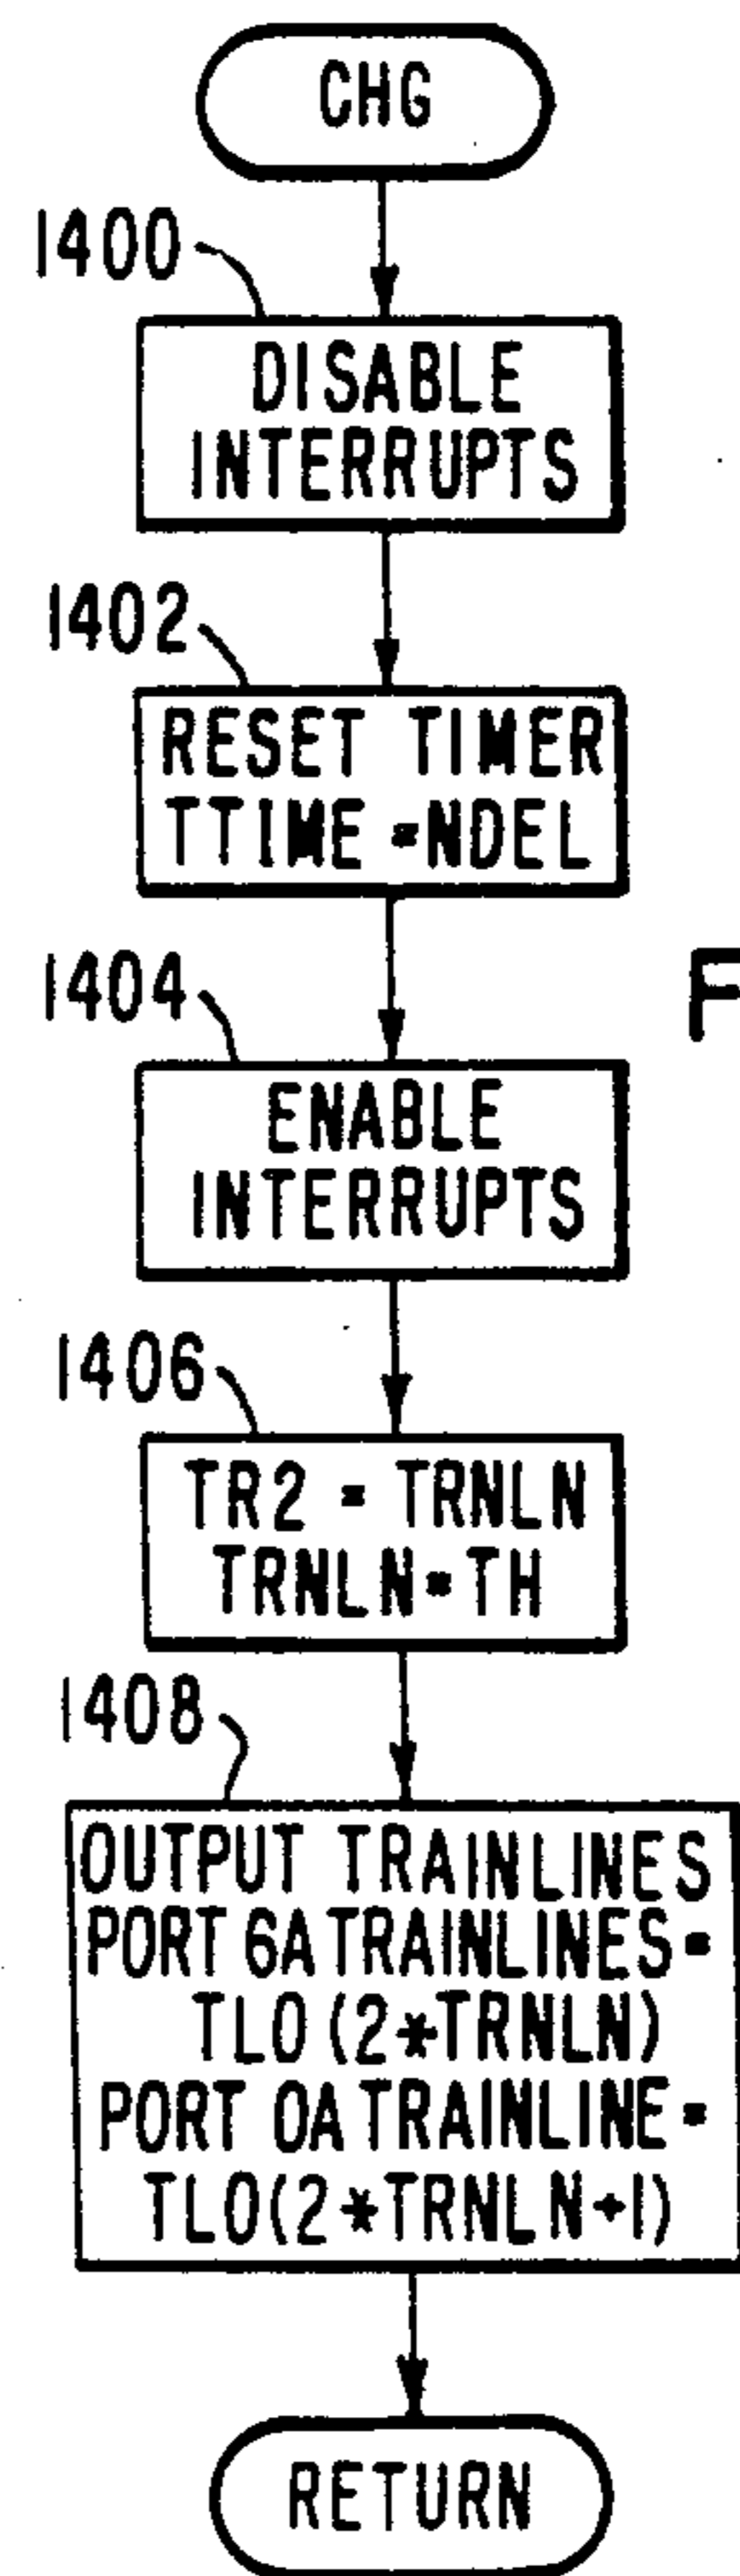 CHG
1400
DISABLE
INTERRUPTS
1402
RESET TIMER
TTIME = NDEL
1404
ENABLE
INTERRUPTS
1406
TR2 = TRNLN
TRNLN = TH
1408
OUTPUT TRAINLINES
PORT 6A TRAINLINES =
TLO (2*TRNLN)
PORT 0A TRAINLINE =
TLO(2*TRNLN+1)
RETURN